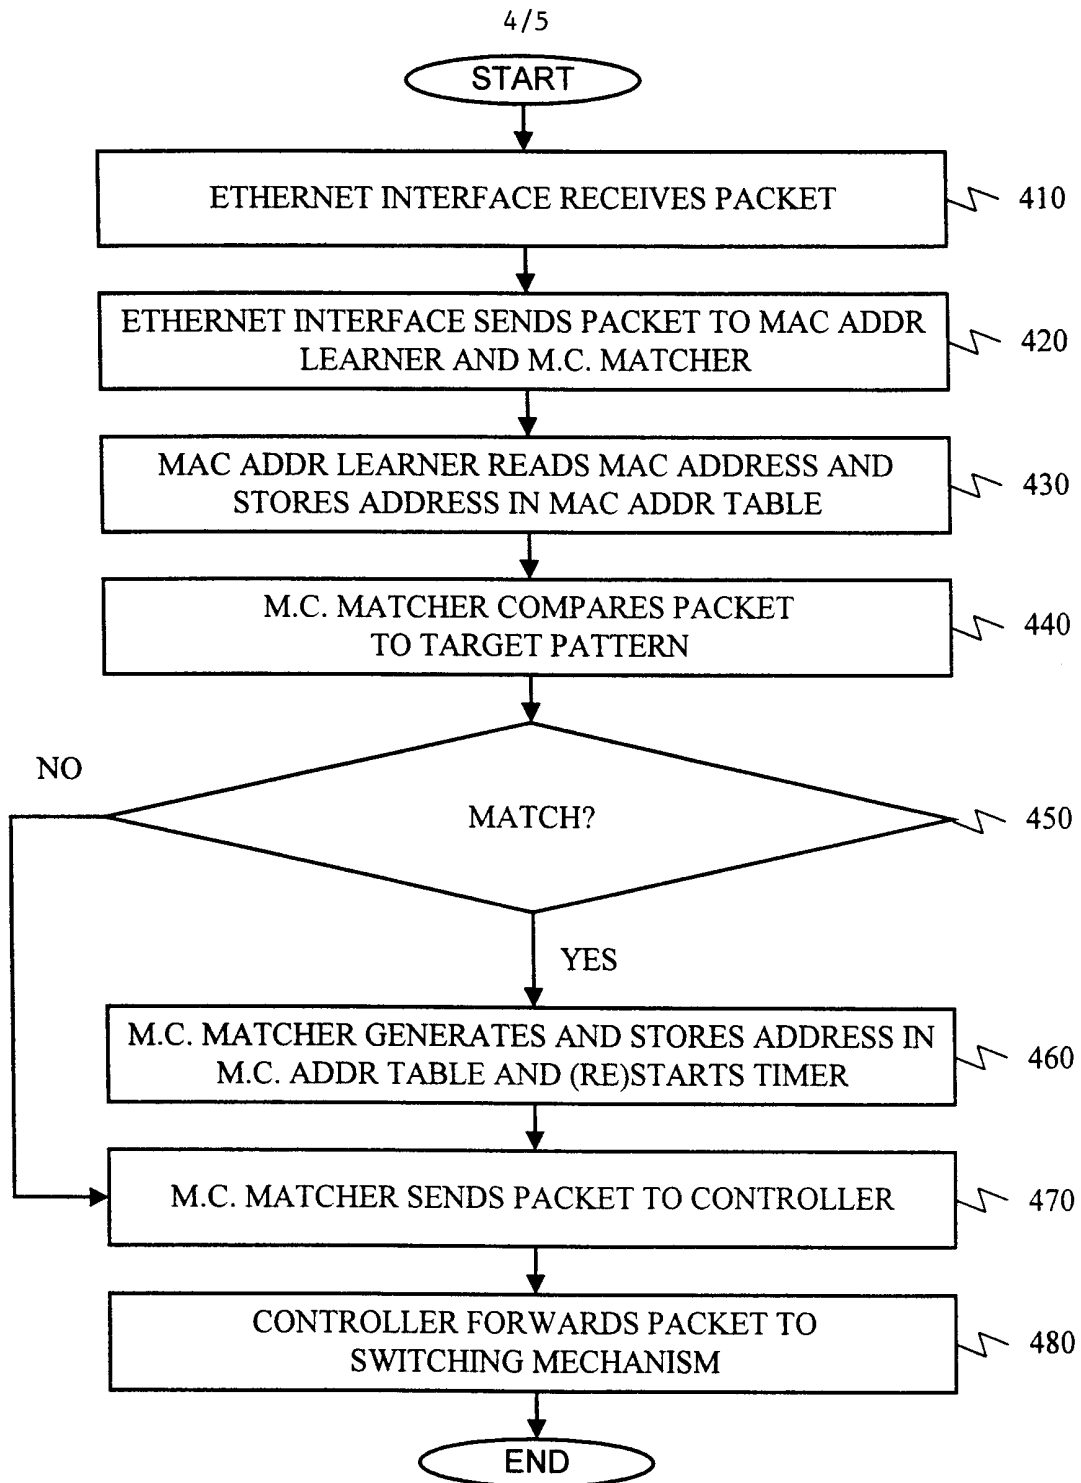 4/5
START
ETHERNET INTERFACE RECEIVES PACKET
410
ETHERNET INTERFACE SENDS PACKET TO MAC ADDR
LEARNER AND M.C. MATCHER
420
MAC ADDR LEARNER READS MAC ADDRESS AND
STORES ADDRESS IN MAC ADDR TABLE
430
M.C. MATCHER COMPARES PACKET
TO TARGET PATTERN
440
NO
MATCH?
450
YES
M.C. MATCHER GENERATES AND STORES ADDRESS IN
M.C. ADDR TABLE AND (RE)STARTS TIMER
460
M.C. MATCHER SENDS PACKET TO CONTROLLER
470
CONTROLLER FORWARDS PACKET TO
SWITCHING MECHANISM
480
END